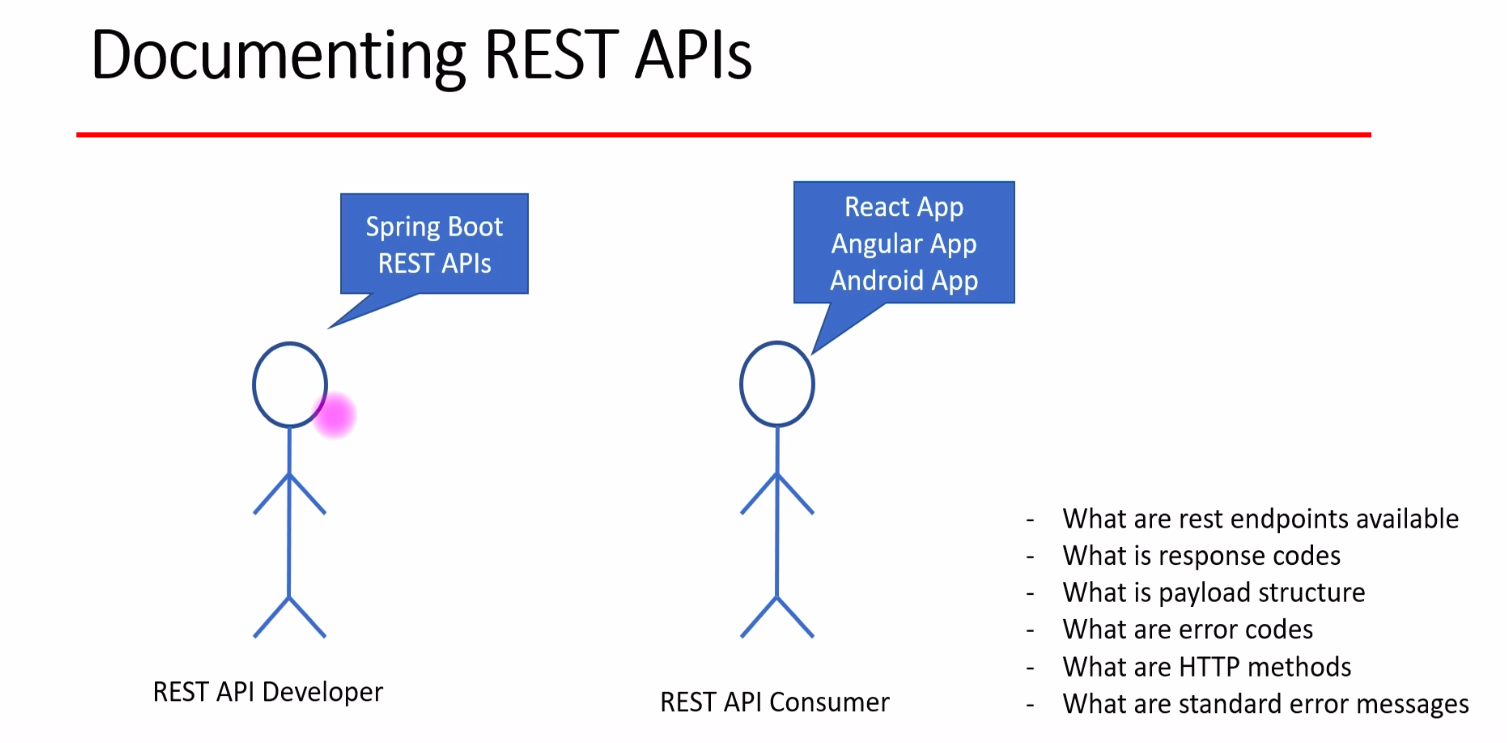 Documenting REST APIs
Spring Boot
REST APIs
React App
Angular App
Android App
- What are rest endpoints available
- What is response codes
- What is payload structure
- What are error codes
- What are HTTP methods
- What are standard error messages
REST API Developer
REST API Consumer